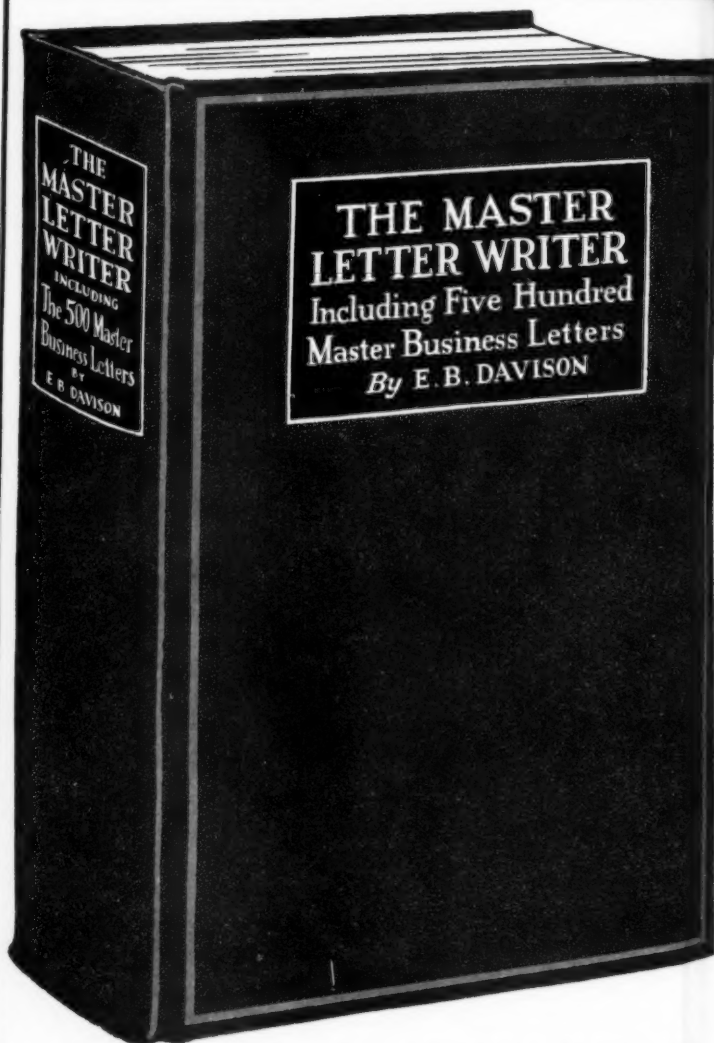 THE
MASTER
LETTER
WRITER
INCLUDING
The 500 Master
Business Letters
BY
E B DAVISON
THE MASTER
LETTER WRITER
Including Five Hundred
Master Business Letters
By E. B. DAVISON